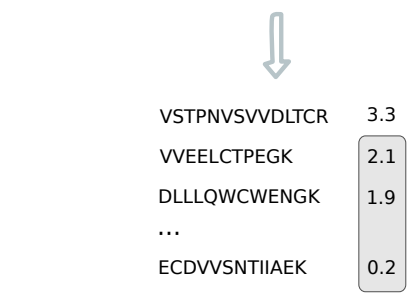 VSTPNVSVVDLTCR 3.3
VVEELCTPEGK 2.1
DLLLQWCWENGK 1.9
...
ECDVVSNTIIAEK 0.2